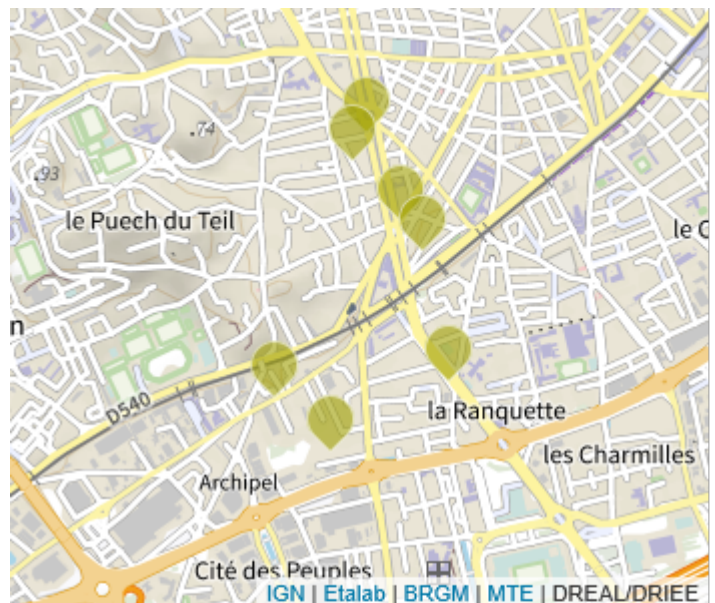 74
93
le Puech du Teil
le C
n
D540
la Ranquette
les Charmilles
Archipel
Cité des Peuples
IGN | Etalab | BRGM | MTE | DREAL/DRIEE